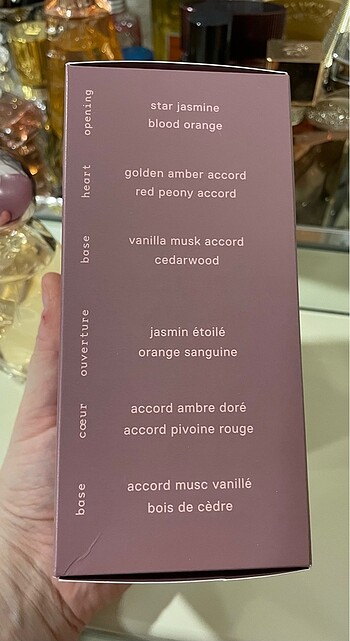 opening
star jasmine
blood orange
heart
golden amber accord
red peony accord
base
vanilla musk accord
cedarwood
ouverture
jasmin étoilé
orange sanguine
cœur
accord ambre doré
accord pivoine rouge
base
accord musc vanillé
bois de cèdre